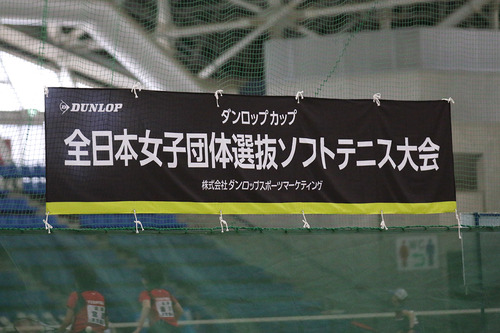 DUNLOP
ダンロップカップ
全日本女子団体選抜ソフトテニス大会
株式会社ダンロップスポーツマーケティング